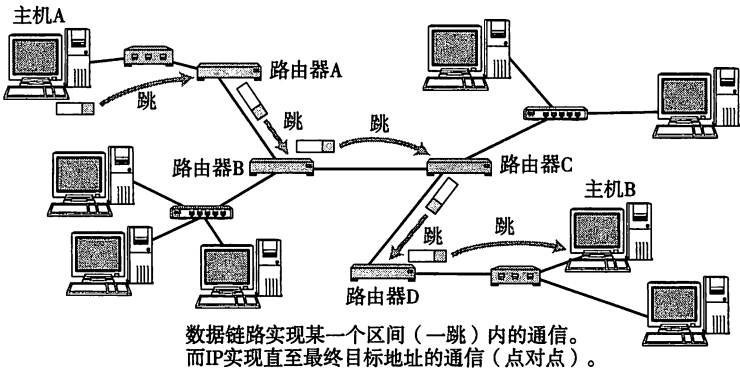 主机A
路由器A
跳
跳
跳
路由器B
路由器C
主机B
跳
跳
路由器D
数据链路实现某一个区间（一跳）内的通信。
而IP实现直至最终目标地址的通信（点对点）。